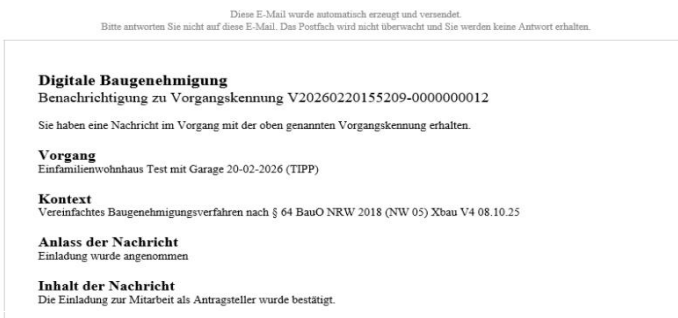 Diese E-Mail wurde automatisch erzeugt und versendet.
Bitte antworten Sie nicht auf diese E-Mail. Das Postfach wird nicht überwacht und Sie werden keine Antwort erhalten.
Digitale Baugenehmigung
Benachrichtigung zu Vorgangskennung V20260220155209-0000000012
Sie haben eine Nachricht im Vorgang mit der oben genannten Vorgangskennung erhalten.
Vorgang
Einfamilienwohnhaus Test mit Garage 20-02-2026 (TIPP)
Kontext
Vereinfachtes Baugenehmigungsverfahren nach § 64 BauO NRW 2018 (NW 05) Xbau V4 08.10.25
Anlass der Nachricht
Einladung wurde angenommen
Inhalt der Nachricht
Die Einladung zur Mitarbeit als Antragsteller wurde bestätigt.